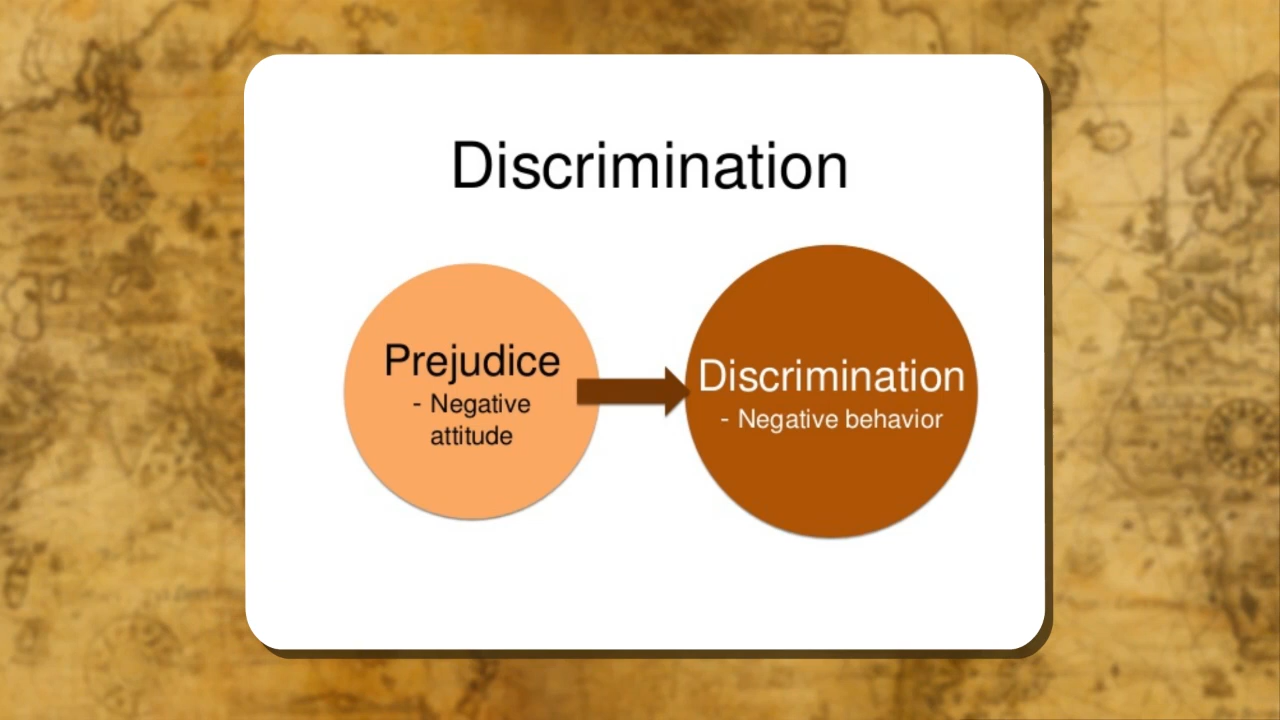 Discrimination
Prejudice
- Negative
attitude
Discrimination
- Negative behavior